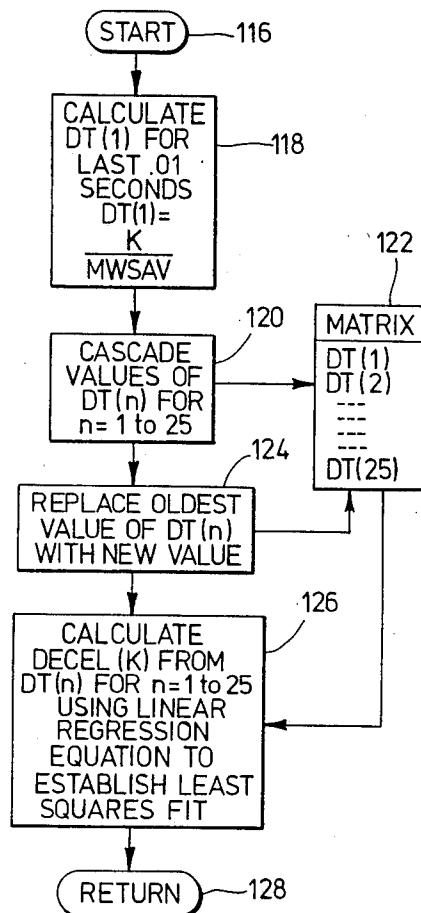 START
116
CALCULATE
DT(1) FOR
LAST .01
SECONDS
DT(1)=
K
MWSAV
118
122
MATRIX
DT(1)
DT(2)
---
---
---
---
DT(25)
120
CASCADE
VALUES OF
DT(n) FOR
n= 1 to 25
124
REPLACE OLDEST
VALUE OF DT(n)
WITH NEW VALUE
126
CALCULATE
DECEL (K) FROM
DT(n) FOR n=1 to 25
USING LINEAR
REGRESSION
EQUATION TO
ESTABLISH LEAST
SQUARES FIT
RETURN
128